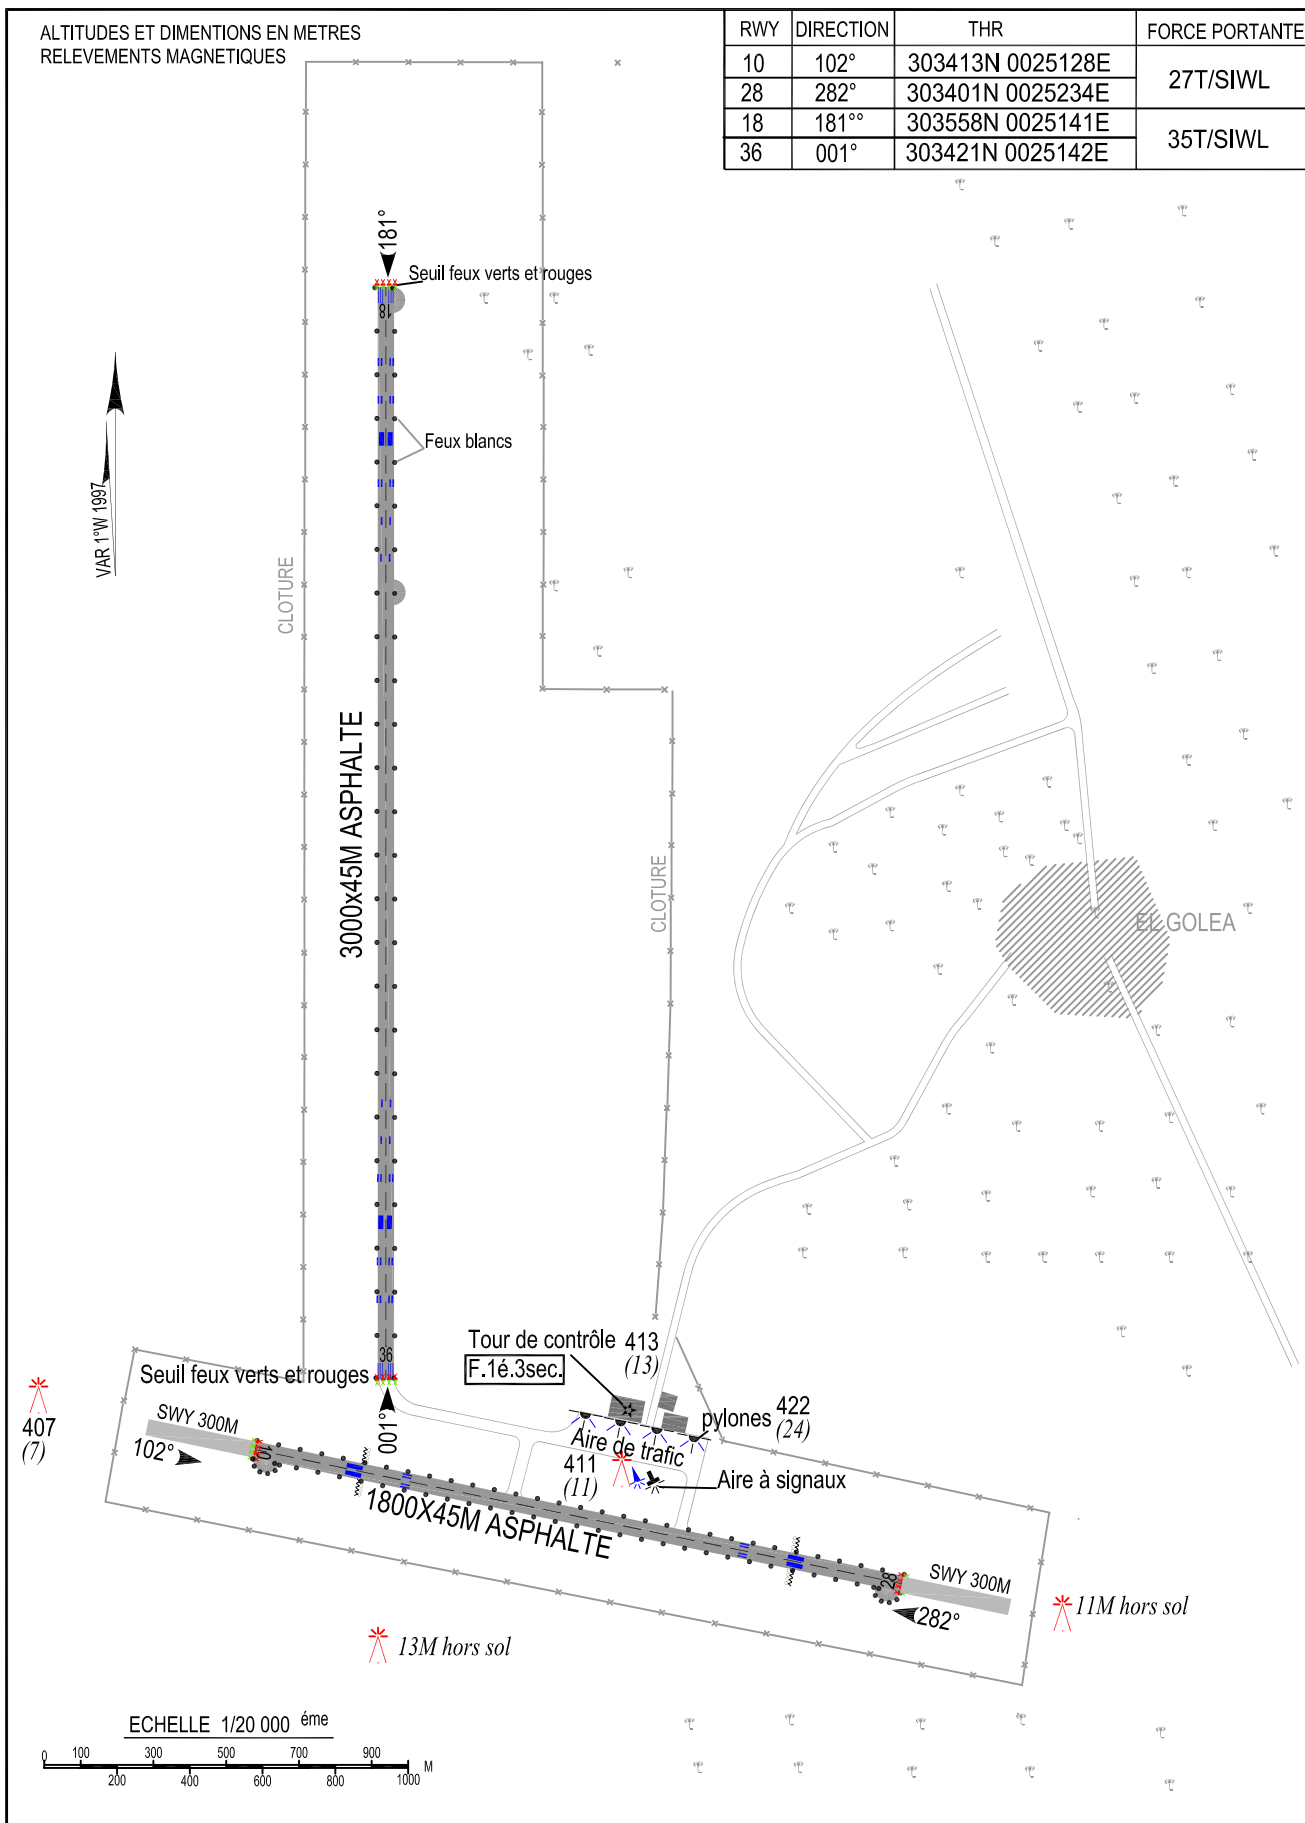 ALTITUDES ET DIMENTIONS EN METRES
RELEVEMENTS MAGNETIQUES
RWY DIRECTION THR FORCE PORTANTE
10 102° 303413N 0025128E 27T/SIWL
28 282° 303401N 0025234E
18 181°° 303558N 0025141E 35T/SIWL
36 001° 303421N 0025142E
181°
Seuil feux verts et rouges
18
Feux blancs
VAR 1°W 1997
CLOTURE
3000x45M ASPHALTE
CLOTURE
EL GOLEA
Tour de contrôle 413
(13)
F.1é.3sec.
36
Seuil feux verts et rouges
001°
407
(7)
SWY 300M
102°
10
pylones 422
(24)
Aire de trafic
411
(11)
Aire à signaux
1800X45M ASPHALTE
28
SWY 300M
282°
11M hors sol
13M hors sol
ECHELLE 1/20 000 éme
0 100 300 500 700 900 M
200 400 600 800 1000